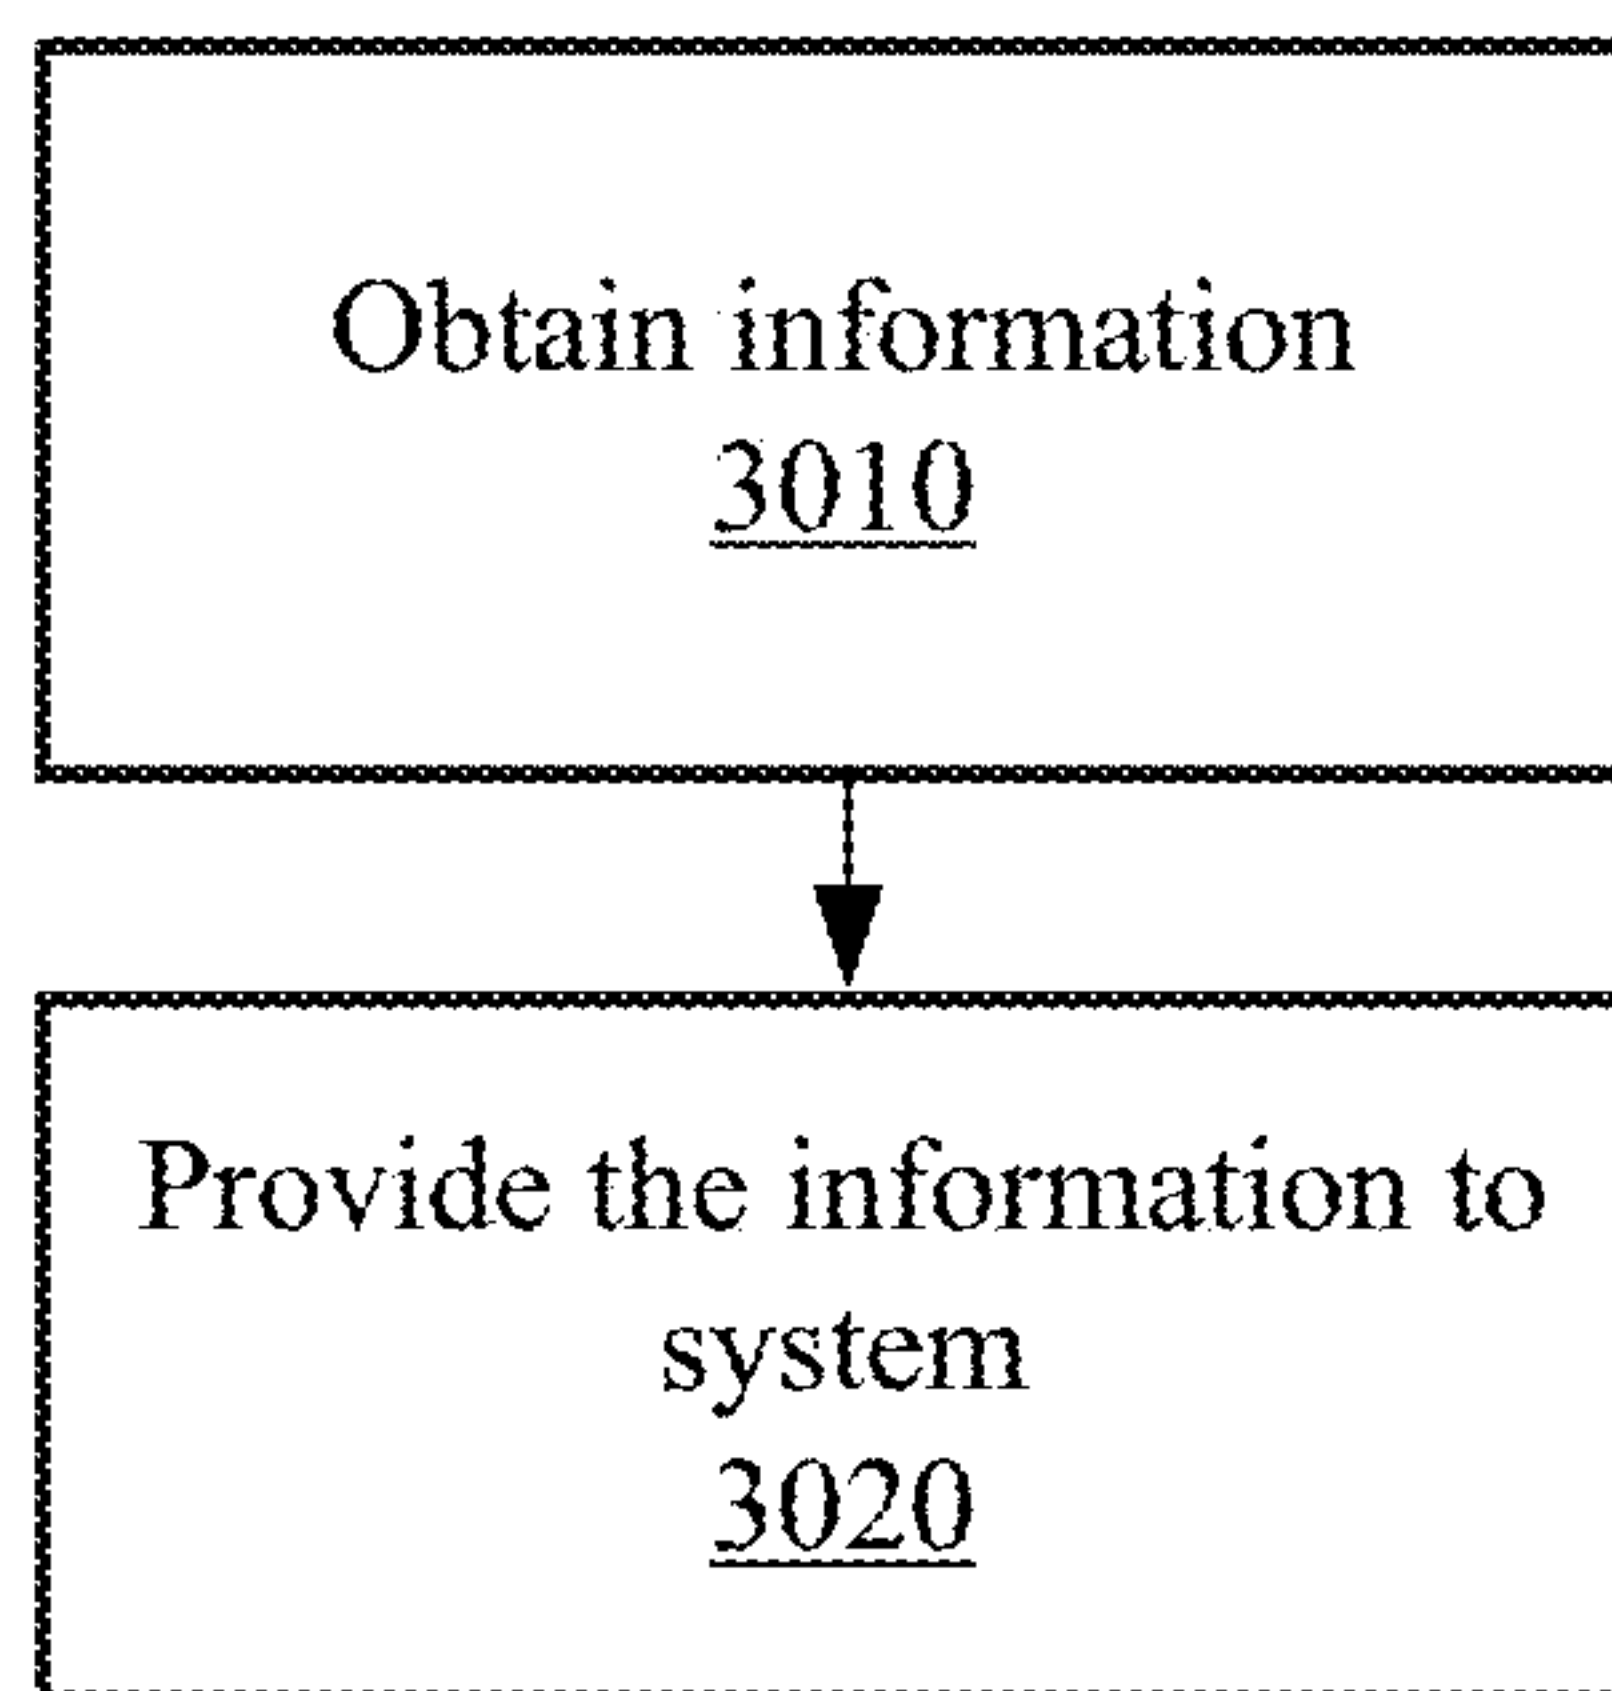 Obtain information
3010
Provide the information to
system
3020